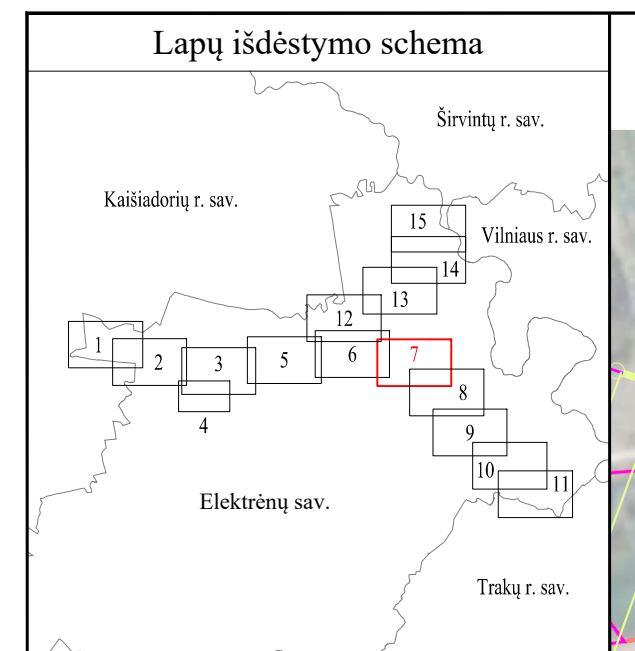 Lapų išdėstymo schema
Širvintų r. sav.
Kaišiadorių r. sav.
15
Vilniaus r. sav.
14
13
12
1
2
3
5
6
7
8
4
9
10
11
Elektrėnų sav.
Trakų r. sav.